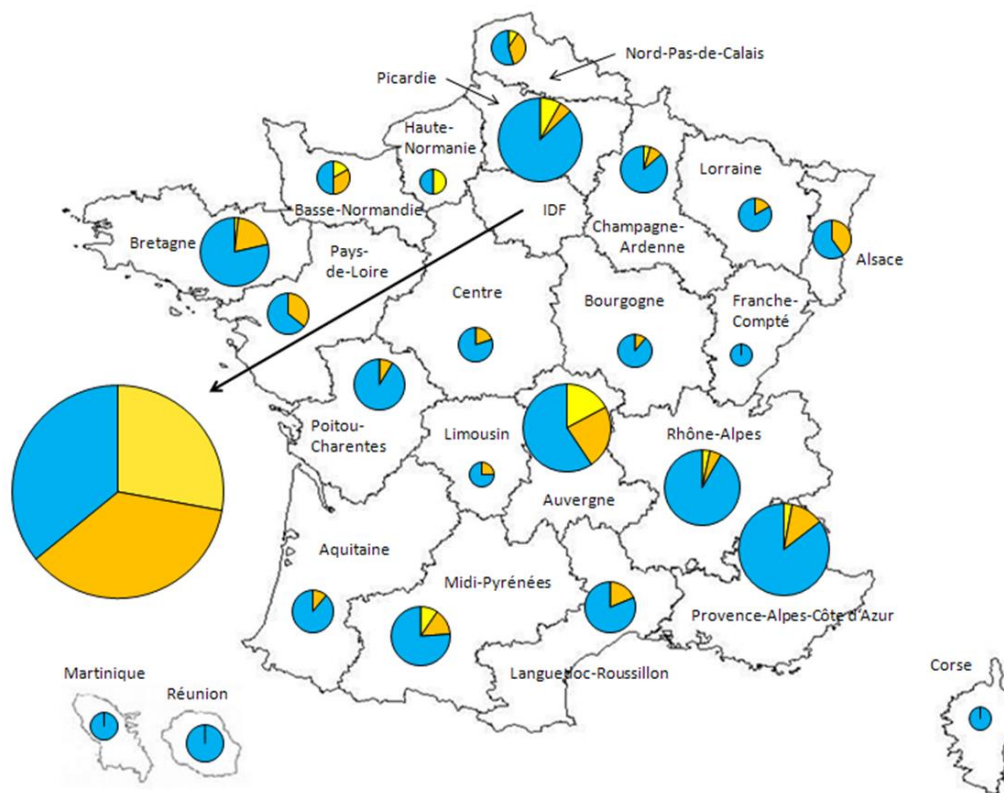 Nord-Pas-de-Calais
Picardie
Haute-
Normanie
Lorraine
Basse-Normandie
IDF
Champagne-
Ardenne
Bretagne
Pays-
de-Loire
Alsace
Centre
Bourgogne
Franche-
Compté
Poitou-
Charentes
Limousin
Rhône-Alpes
Auvergne
Aquitaine
Midi-Pyrénées
Provence-Alpes-Côte d'Azur
Languedoc-Roussillon
Martinique
Réunion
Corse